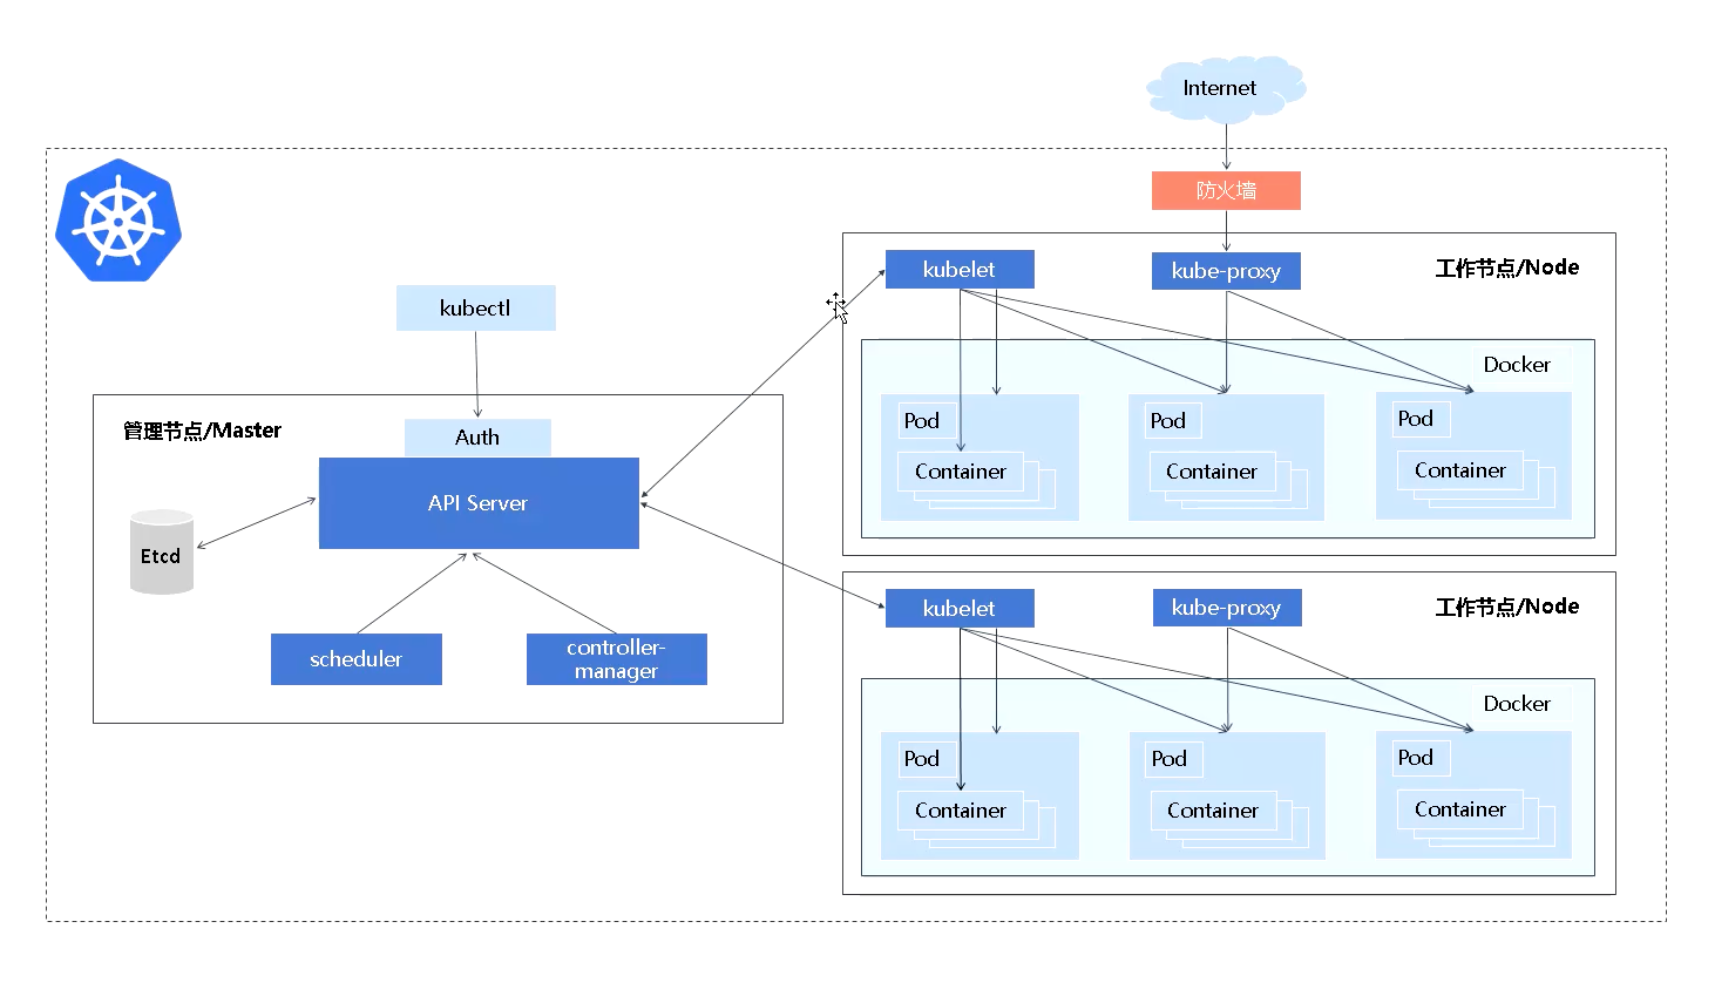 Internet
防火墙
kubelet
kube-proxy
工作节点/Node
kubectl
Docker
管理节点/Master
Auth
API Server
Etcd
scheduler
controller-
manager
Pod
Container
Pod
Container
Pod
Container
kubelet
kube-proxy
工作节点/Node
Docker
Pod
Container
Pod
Container
Pod
Container